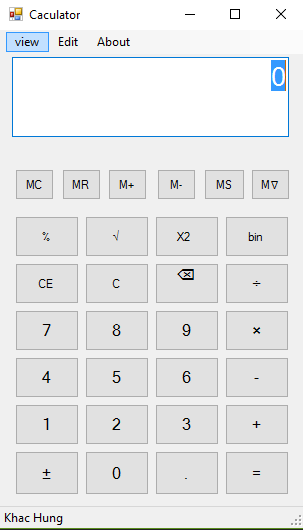 Caculator
view Edit About
0
MC MR M+ M- MS M∇
% √ X2 bin
CE C ⌫ ÷
7 8 9 ×
4 5 6 -
1 2 3 +
± 0 . =
Khac Hung